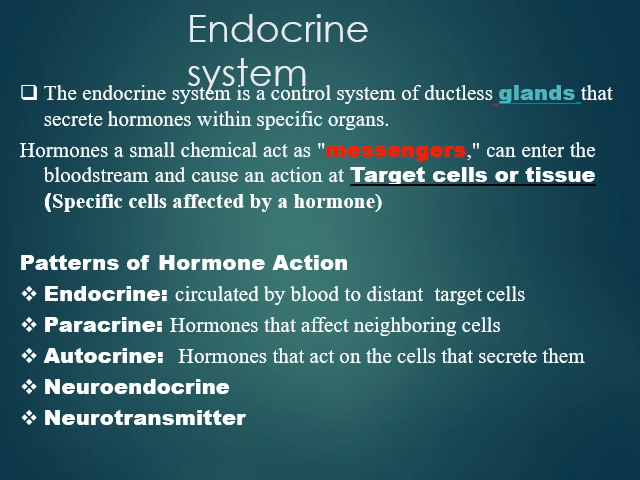 Endocrine
system
❑ The endocrine system is a control system of ductless glands that
secrete hormones within specific organs.
Hormones a small chemical act as "messengers," can enter the
bloodstream and cause an action at Target cells or tissue
(Specific cells affected by a hormone)
Patterns of Hormone Action
❖ Endocrine: circulated by blood to distant target cells
❖ Paracrine: Hormones that affect neighboring cells
❖ Autocrine: Hormones that act on the cells that secrete them
❖ Neuroendocrine
❖ Neurotransmitter